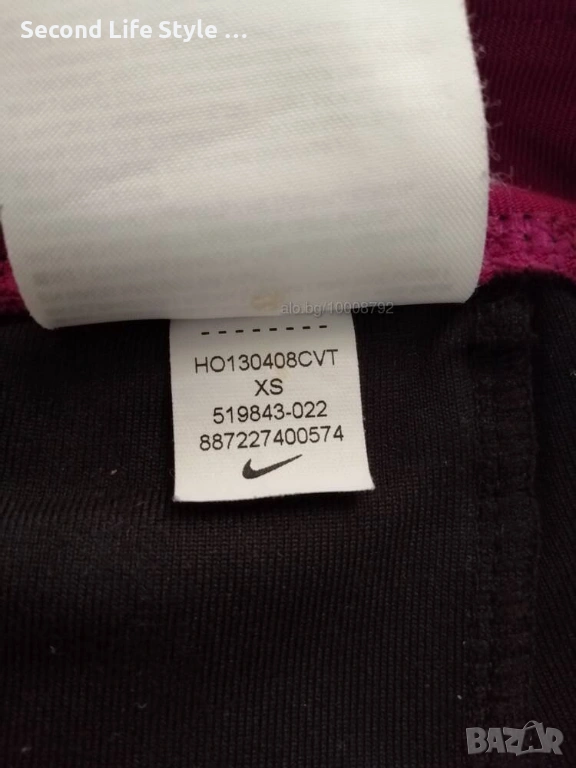 Second Life Style ...
alo.bg/10008792
HO130408CVT
XS
519843-022
887227400574
BAZAR